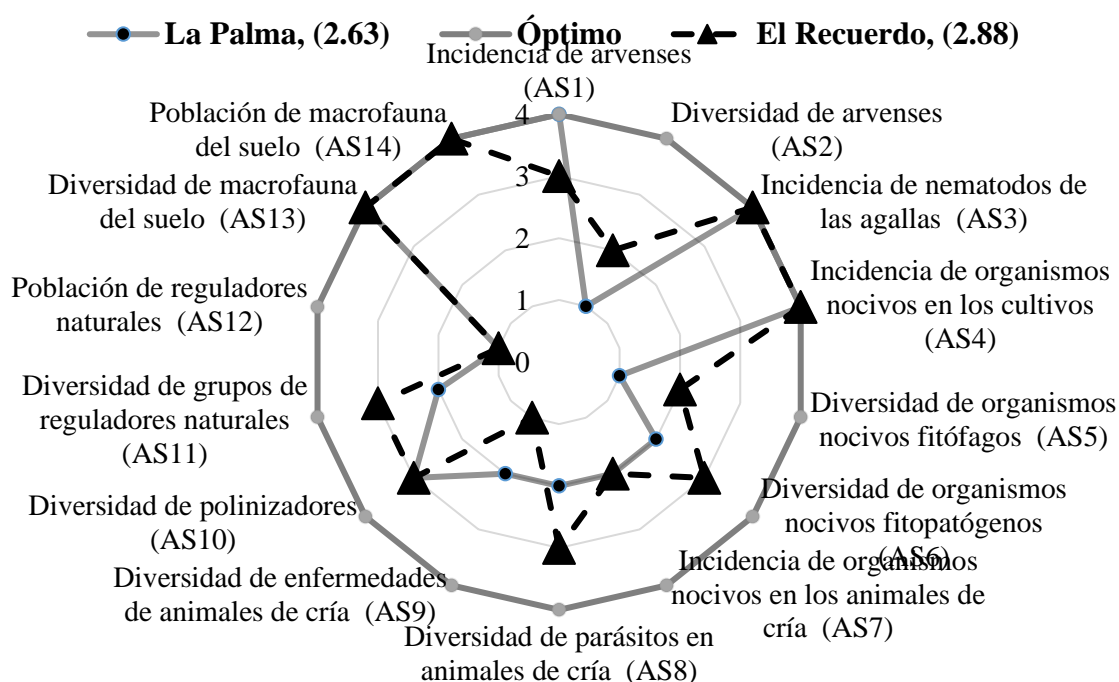 La Palma, (2.63) Óptimo El Recuerdo, (2.88)
Incidencia de arvenses
(AS1)
Diversidad de arvenses
(AS2)
Incidencia de nematodos de
las agallas (AS3)
Incidencia de organismos
nocivos en los cultivos
(AS4)
Diversidad de organismos
nocivos fitófagos (AS5)
Diversidad de organismos
nocivos fitopatógenos
(AS6)
Incidencia de organismos
nocivos en los animales de
cría (AS7)
Diversidad de parásitos en
animales de cría (AS8)
Diversidad de enfermedades
de animales de cría (AS9)
Diversidad de polinizadores
(AS10)
Diversidad de grupos de
reguladores naturales
(AS11)
Población de reguladores
naturales (AS12)
Diversidad de macrofauna
del suelo (AS13)
Población de macrofauna
del suelo (AS14)
4
3
2
1
0